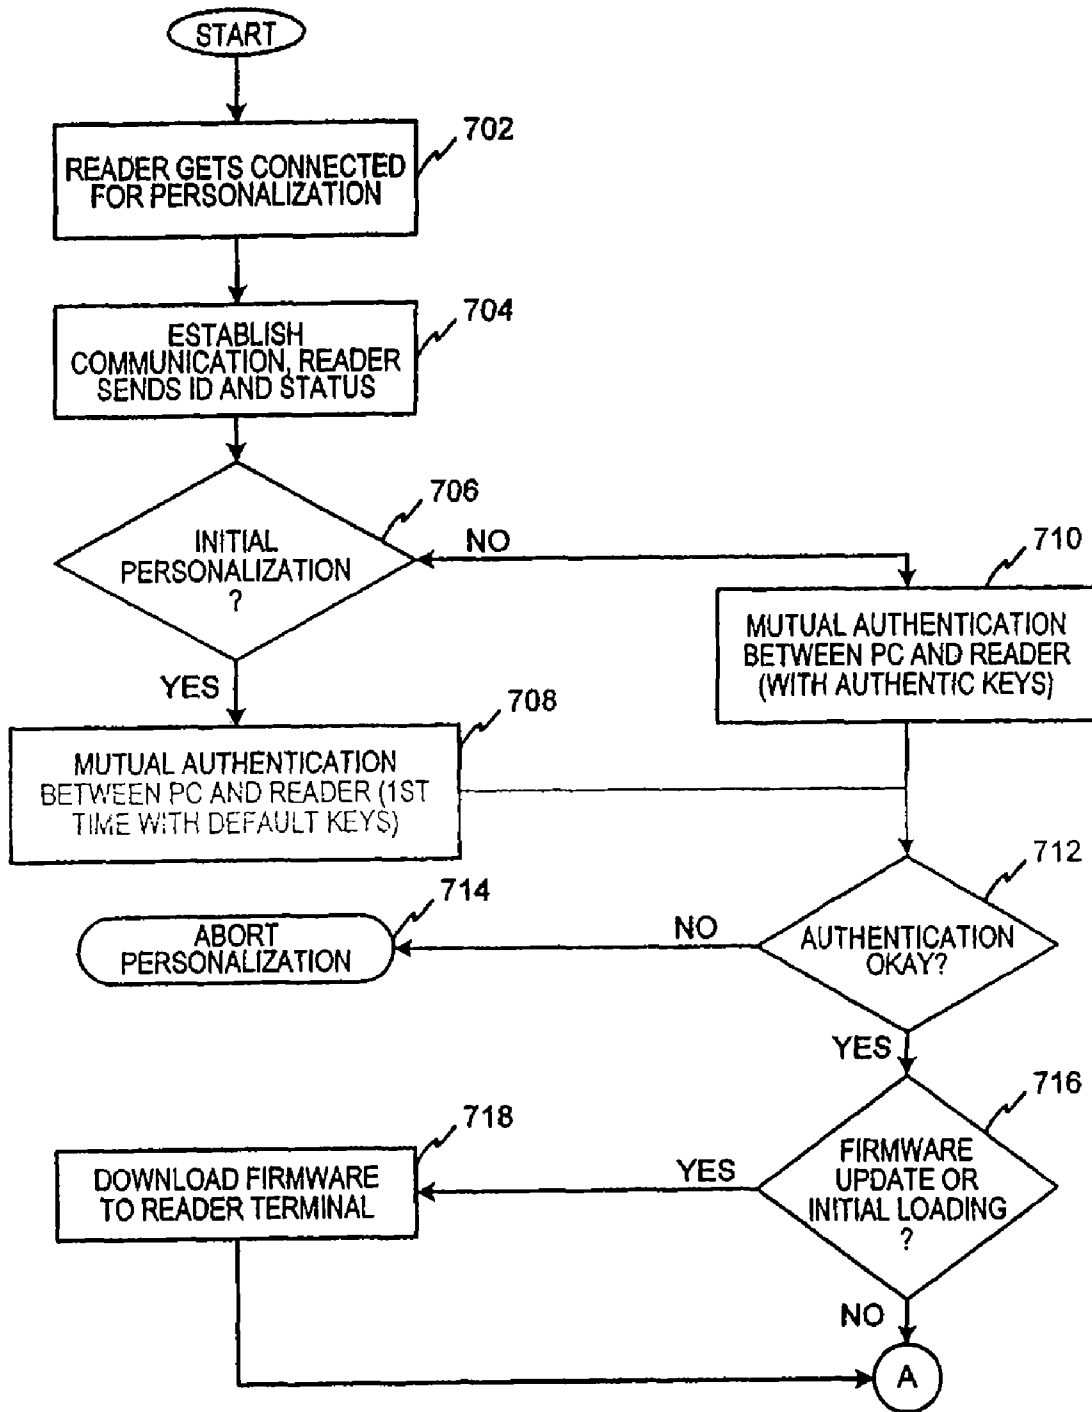 START
702
READER GETS CONNECTED
FOR PERSONALIZATION
704
ESTABLISH
COMMUNICATION, READER
SENDS ID AND STATUS
706
INITIAL
PERSONALIZATION
?
NO
710
MUTUAL AUTHENTICATION
BETWEEN PC AND READER
(WITH AUTHENTIC KEYS)
YES
708
MUTUAL AUTHENTICATION
BETWEEN PC AND READER (1ST
TIME WITH DEFAULT KEYS)
712
AUTHENTICATION
OKAY?
NO
714
ABORT
PERSONALIZATION
YES
716
FIRMWARE
UPDATE OR
INITIAL LOADING
?
YES
718
DOWNLOAD FIRMWARE
TO READER TERMINAL
NO
A